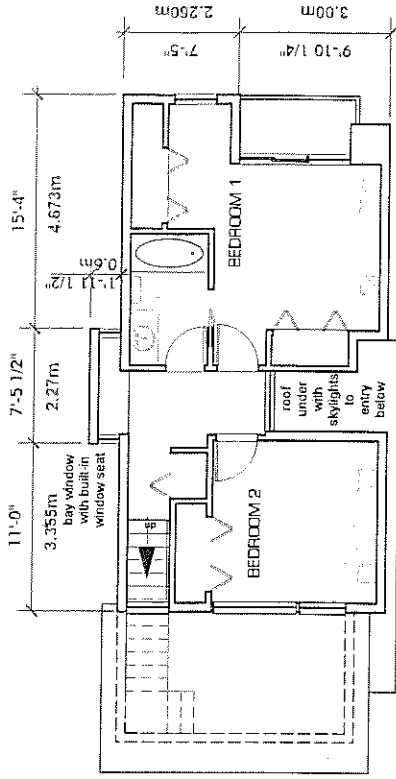 11'-0"
7'-5 1/2"
15'-4"
3.355m
2.27m
4.673m
bay window
with built-in
window seat
1'-11 1/2"
0.6m
7'-5"
2.260m
9'-10 1/4"
3.00m
dn
BEDROOM 1
BEDROOM 2
roof
under
with
skylights
to
entry
below